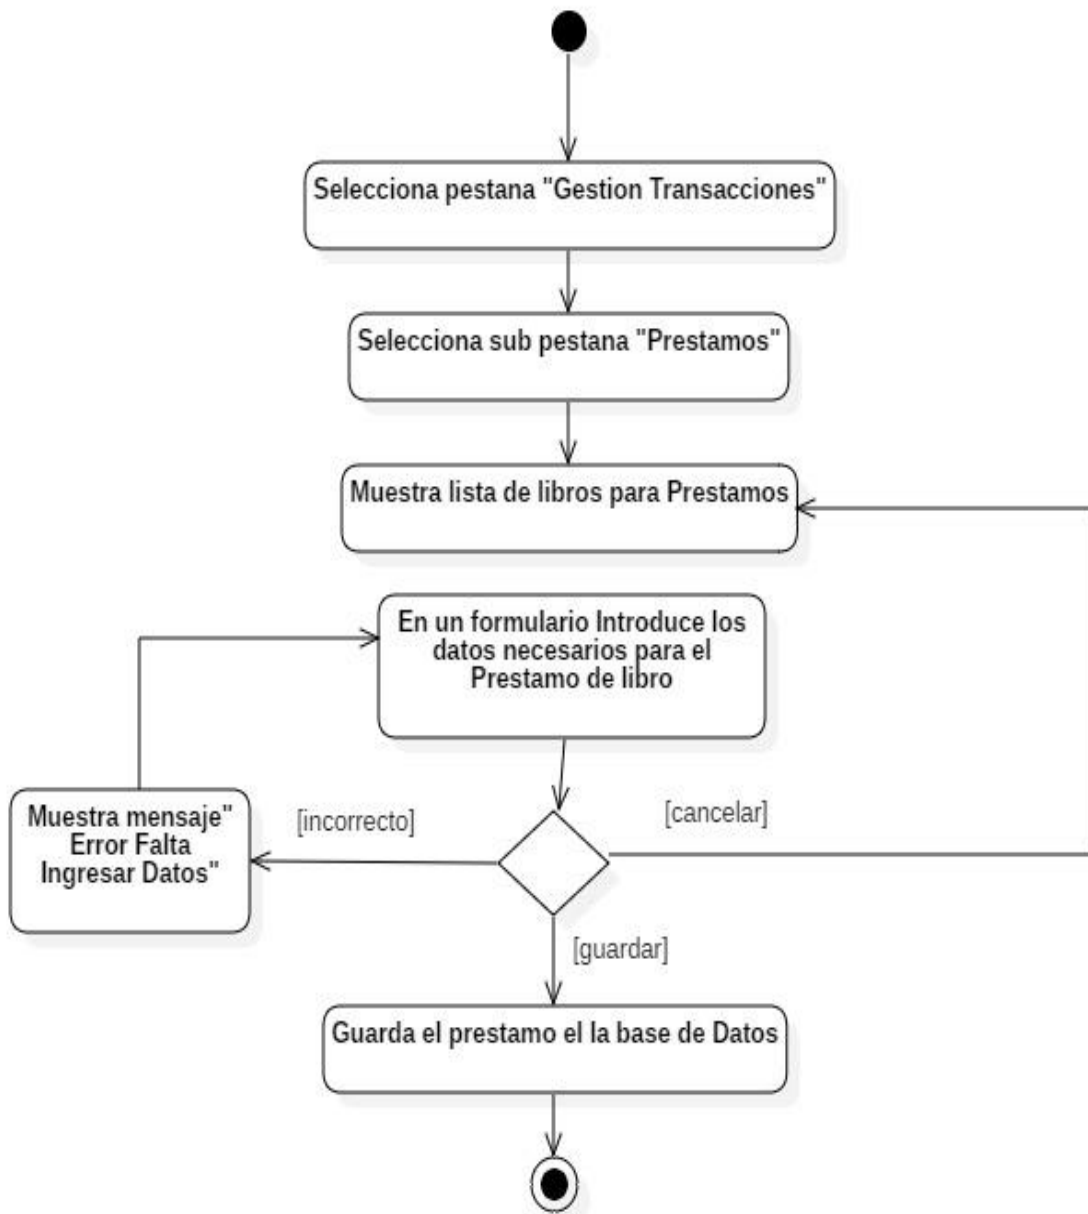 Selecciona pestana "Gestion Transacciones"
Selecciona sub pestana "Prestamos"
Muestra lista de libros para Prestamos
En un formulario Introduce los
datos necesarios para el
Prestamo de libro
Muestra mensaje"
Error Falta
Ingresar Datos"
[incorrecto]
[cancelar]
[guardar]
Guarda el prestamo el la base de Datos